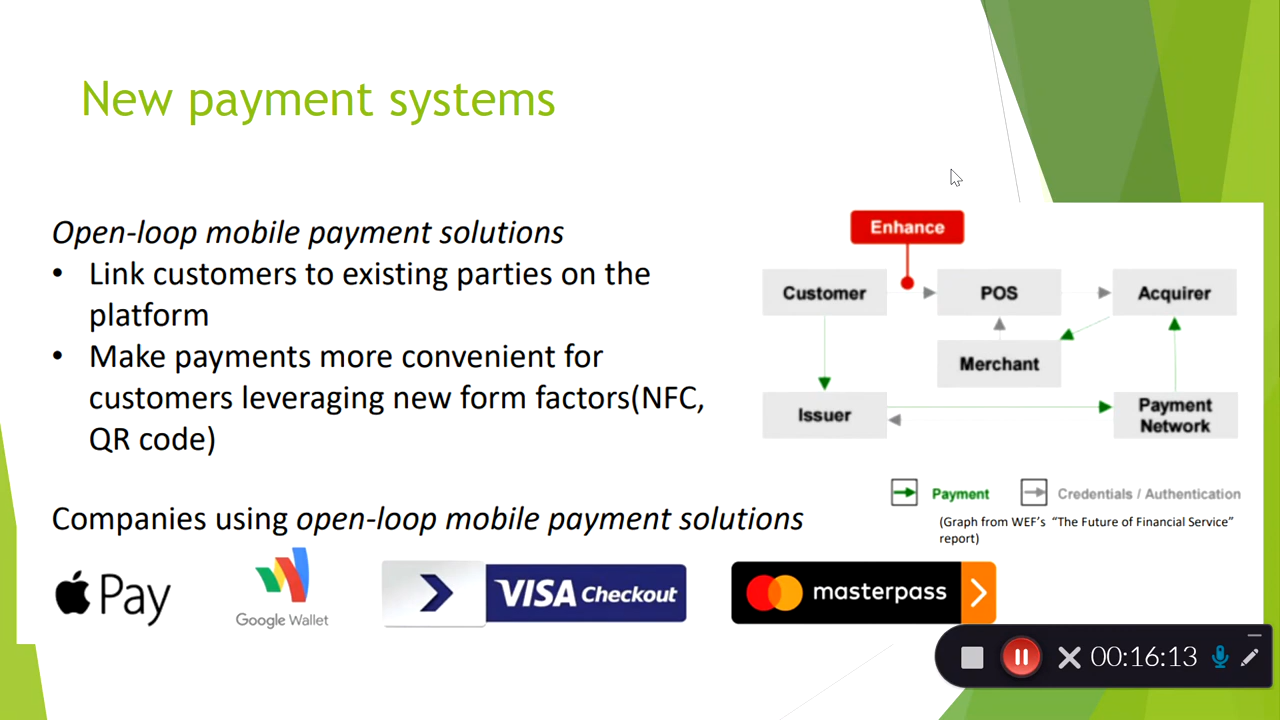 New payment systems
Open-loop mobile payment solutions
• Link customers to existing parties on the
platform
• Make payments more convenient for
customers leveraging new form factors(NFC,
QR code)
Companies using open-loop mobile payment solutions
Enhance
Customer
POS
Acquirer
Merchant
Issuer
Payment
Network
Payment
Credentials / Authentication
(Graph from WEF's “The Future of Financial Service”
report)
Pay
Google Wallet
VISA Checkout
masterpass
00:16:13